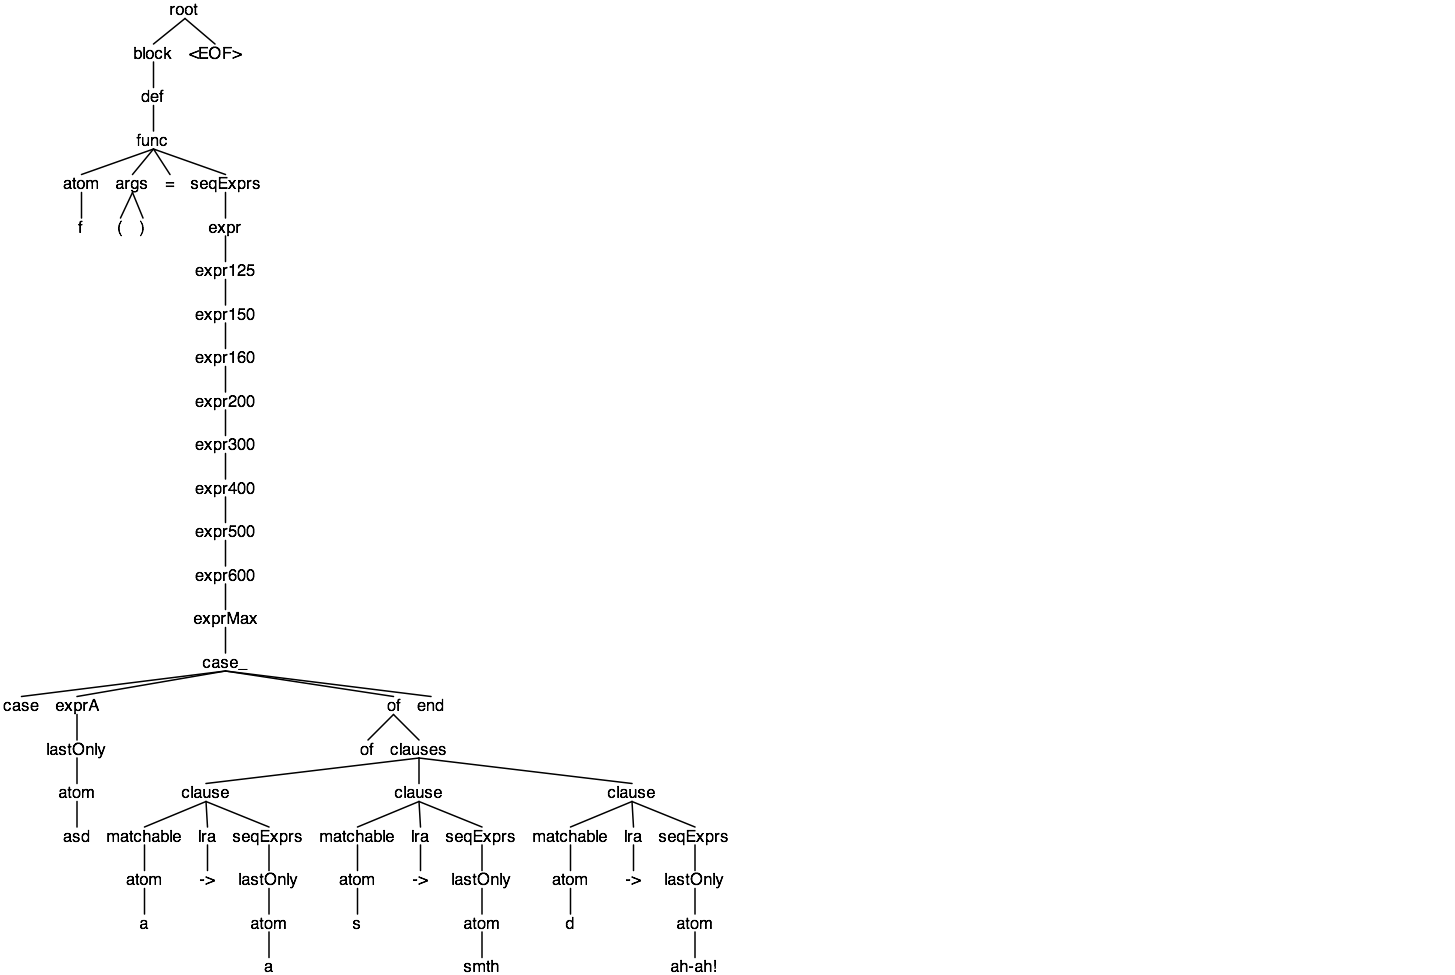 root
block <EOF>
def
func
atom args = seqExprs
f ( ) expr
expr125
expr150
expr160
expr200
expr300
expr400
expr500
expr600
exprMax
case_
case exprA of end
lastOnly of clauses
atom clause clause clause
asd matchable lra seqExprs matchable lra seqExprs matchable lra seqExprs
atom -> lastOnly atom -> lastOnly atom -> lastOnly
a atom s atom d atom
a smth ah-ah!